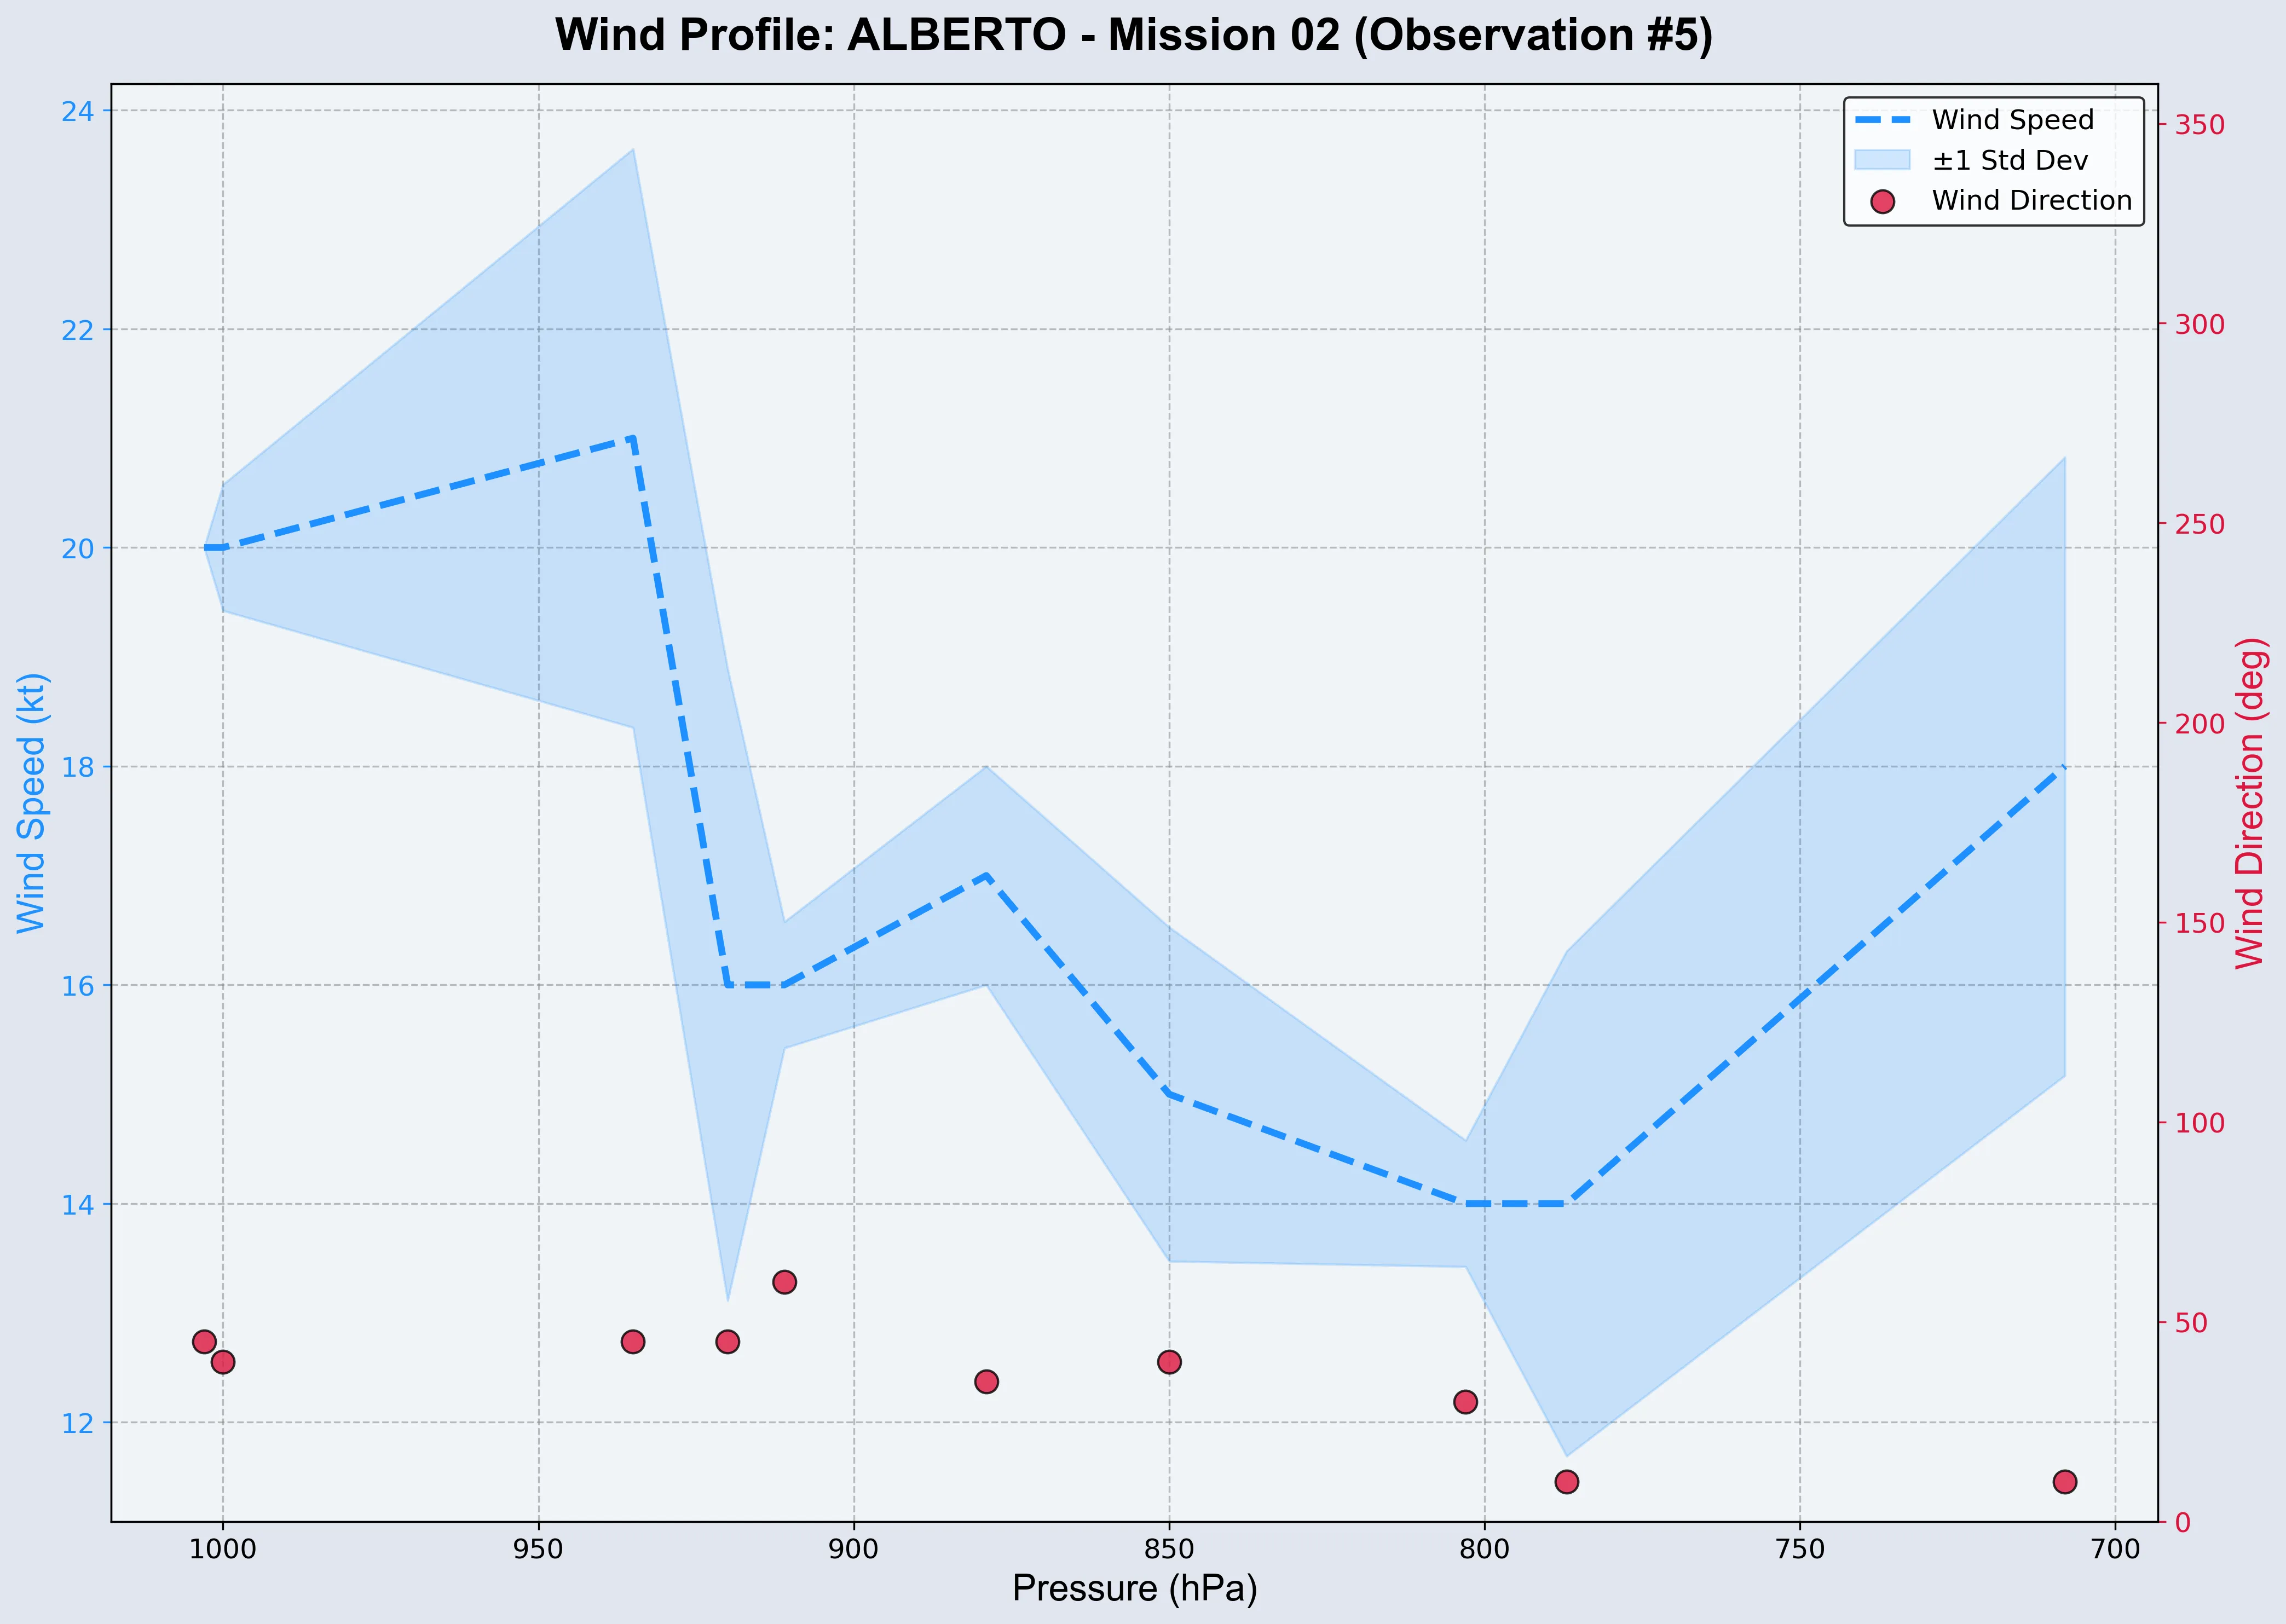 Wind Profile: ALBERTO - Mission 02 (Observation #5)
Wind Speed
±1 Std Dev
Wind Direction
24
22
20
18
16
14
12
Wind Speed (kt)
350
300
250
200
150
100
50
0
Wind Direction (deg)
1000 950 900 850 800 750 700
Pressure (hPa)